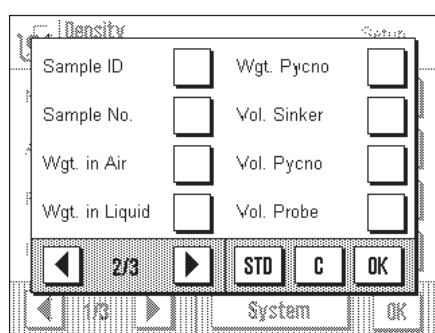 Density
Setup
Sample ID
Wgt. Pycno
Sample No.
Vol. Sinker
Wgt. in Air
Vol. Pycno
Wgt. in Liquid
Vol. Probe
2/3
STD
C
OK
1/3
System
OK